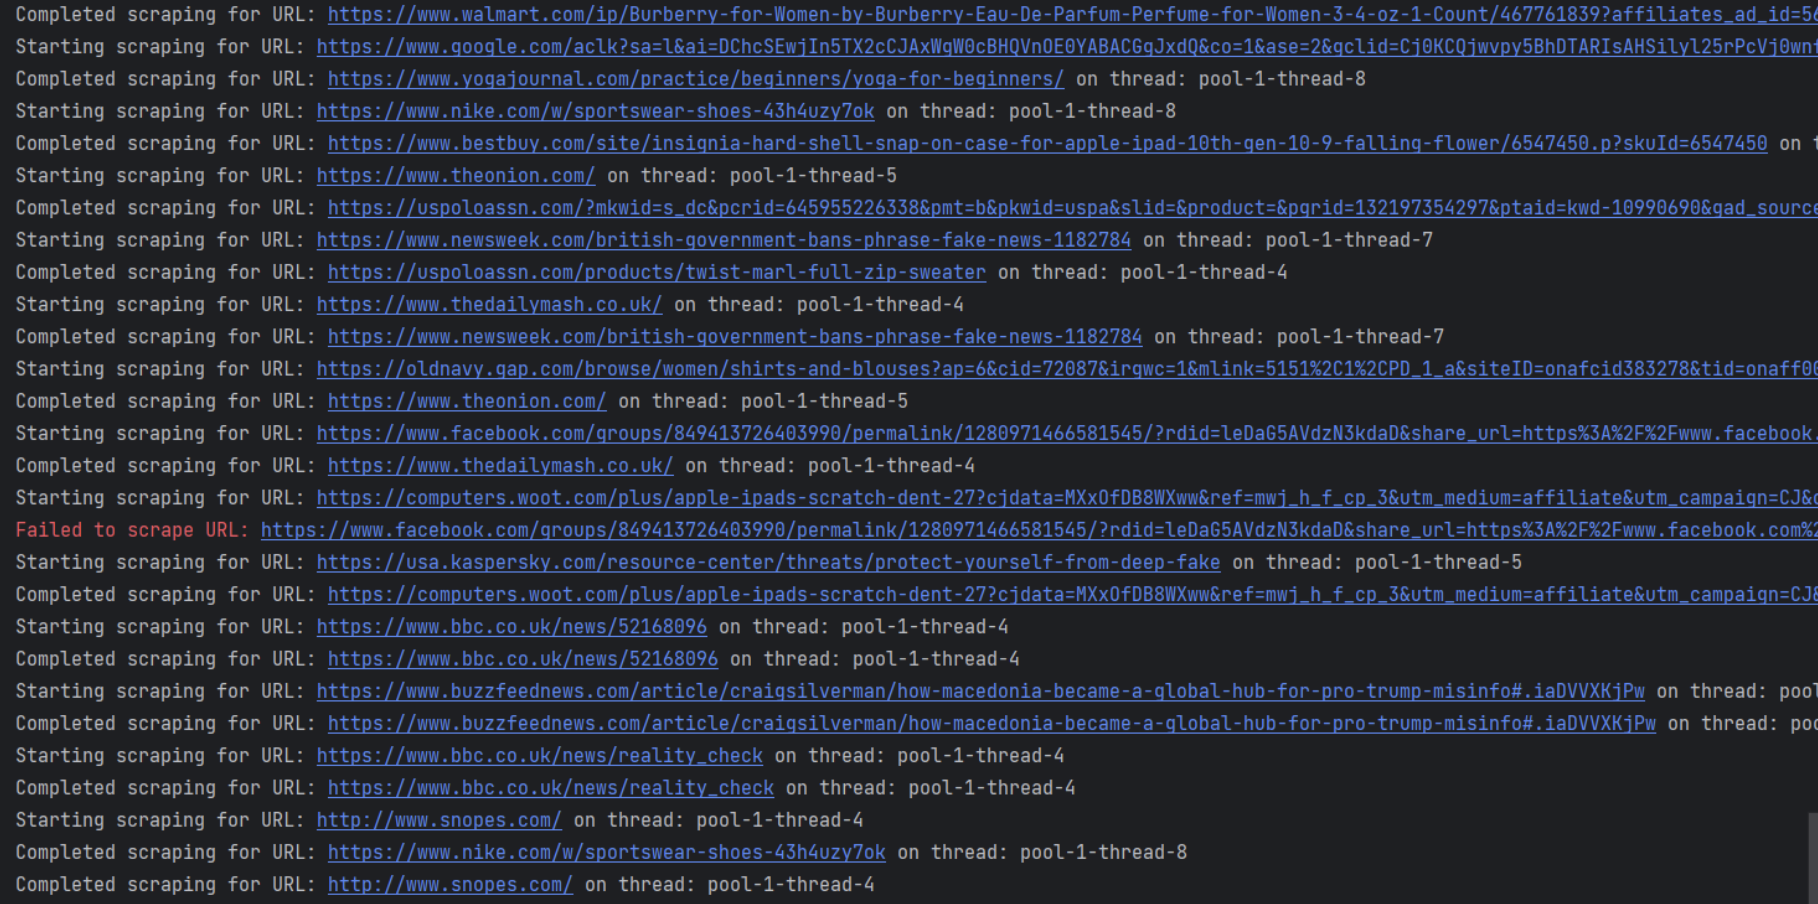 Completed scraping for URL: https://www.walmart.com/ip/Burberry-for-Women-by-Burberry-Eau-De-Parfum-Perfume-for-Women-3-4-oz-1-Count/467761839?affiliates_ad_id=56
Starting scraping for URL: https://www.google.com/aclk?sa=l&ai=DChcSEwjIn5TX2cCJAxWgW0cBHQVnOE0YABACGgJxdQ&co=1&ase=2&gclid=Cj0KCQjwvpy5BhDTARIsAHSilyl25rPcVj0wnf
Completed scraping for URL: https://www.yogajournal.com/practice/beginners/yoga-for-beginners/ on thread: pool-1-thread-8
Starting scraping for URL: https://www.nike.com/w/sportswear-shoes-43h4uzy7ok on thread: pool-1-thread-8
Completed scraping for URL: https://www.bestbuy.com/site/insignia-hard-shell-snap-on-case-for-apple-ipad-10th-gen-10-9-falling-flower/6547450.p?skuId=6547450 on t
Starting scraping for URL: https://www.theonion.com/ on thread: pool-1-thread-5
Completed scraping for URL: https://uspoloassn.com/?mkwid=s_dc&pcrid=645955226338&pmt=b&pkwid=uspa&slid=&product=&pgrid=132197354297&ptaid=kwd-10990690&gad_source
Starting scraping for URL: https://www.newsweek.com/british-government-bans-phrase-fake-news-1182784 on thread: pool-1-thread-7
Completed scraping for URL: https://uspoloassn.com/products/twist-marl-full-zip-sweater on thread: pool-1-thread-4
Starting scraping for URL: https://www.thedailymash.co.uk/ on thread: pool-1-thread-4
Completed scraping for URL: https://www.newsweek.com/british-government-bans-phrase-fake-news-1182784 on thread: pool-1-thread-7
Starting scraping for URL: https://oldnavy.gap.com/browse/women/shirts-and-blouses?ap=6&cid=72087&irgwc=1&mlink=5151%2C1%2CPD_1_a&siteID=onafcid383278&tid=onaff00
Completed scraping for URL: https://www.theonion.com/ on thread: pool-1-thread-5
Starting scraping for URL: https://www.facebook.com/groups/849413726403990/permalink/1280971466581545/?rdid=leDaG5AVdzN3kdaD&share_url=https%3A%2F%2Fwww.facebook.
Completed scraping for URL: https://www.thedailymash.co.uk/ on thread: pool-1-thread-4
Starting scraping for URL: https://computers.woot.com/plus/apple-ipads-scratch-dent-27?cjdata=MXxOfDB8WXww&ref=mwj_h_f_cp_3&utm_medium=affiliate&utm_campaign=CJ&c
Failed to scrape URL: https://www.facebook.com/groups/849413726403990/permalink/1280971466581545/?rdid=leDaG5AVdzN3kdaD&share_url=https%3A%2F%2Fwww.facebook.com%2
Starting scraping for URL: https://usa.kaspersky.com/resource-center/threats/protect-yourself-from-deep-fake on thread: pool-1-thread-5
Completed scraping for URL: https://computers.woot.com/plus/apple-ipads-scratch-dent-27?cjdata=MXxOfDB8WXww&ref=mwj_h_f_cp_3&utm_medium=affiliate&utm_campaign=CJ&
Starting scraping for URL: https://www.bbc.co.uk/news/52168096 on thread: pool-1-thread-4
Completed scraping for URL: https://www.bbc.co.uk/news/52168096 on thread: pool-1-thread-4
Starting scraping for URL: https://www.buzzfeednews.com/article/craigsilverman/how-macedonia-became-a-global-hub-for-pro-trump-misinfo#.iaDVVXKjPw on thread: pool
Completed scraping for URL: https://www.buzzfeednews.com/article/craigsilverman/how-macedonia-became-a-global-hub-for-pro-trump-misinfo#.iaDVVXKjPw on thread: poo
Starting scraping for URL: https://www.bbc.co.uk/news/reality_check on thread: pool-1-thread-4
Completed scraping for URL: https://www.bbc.co.uk/news/reality_check on thread: pool-1-thread-4
Starting scraping for URL: http://www.snopes.com/ on thread: pool-1-thread-4
Completed scraping for URL: https://www.nike.com/w/sportswear-shoes-43h4uzy7ok on thread: pool-1-thread-8
Completed scraping for URL: http://www.snopes.com/ on thread: pool-1-thread-4